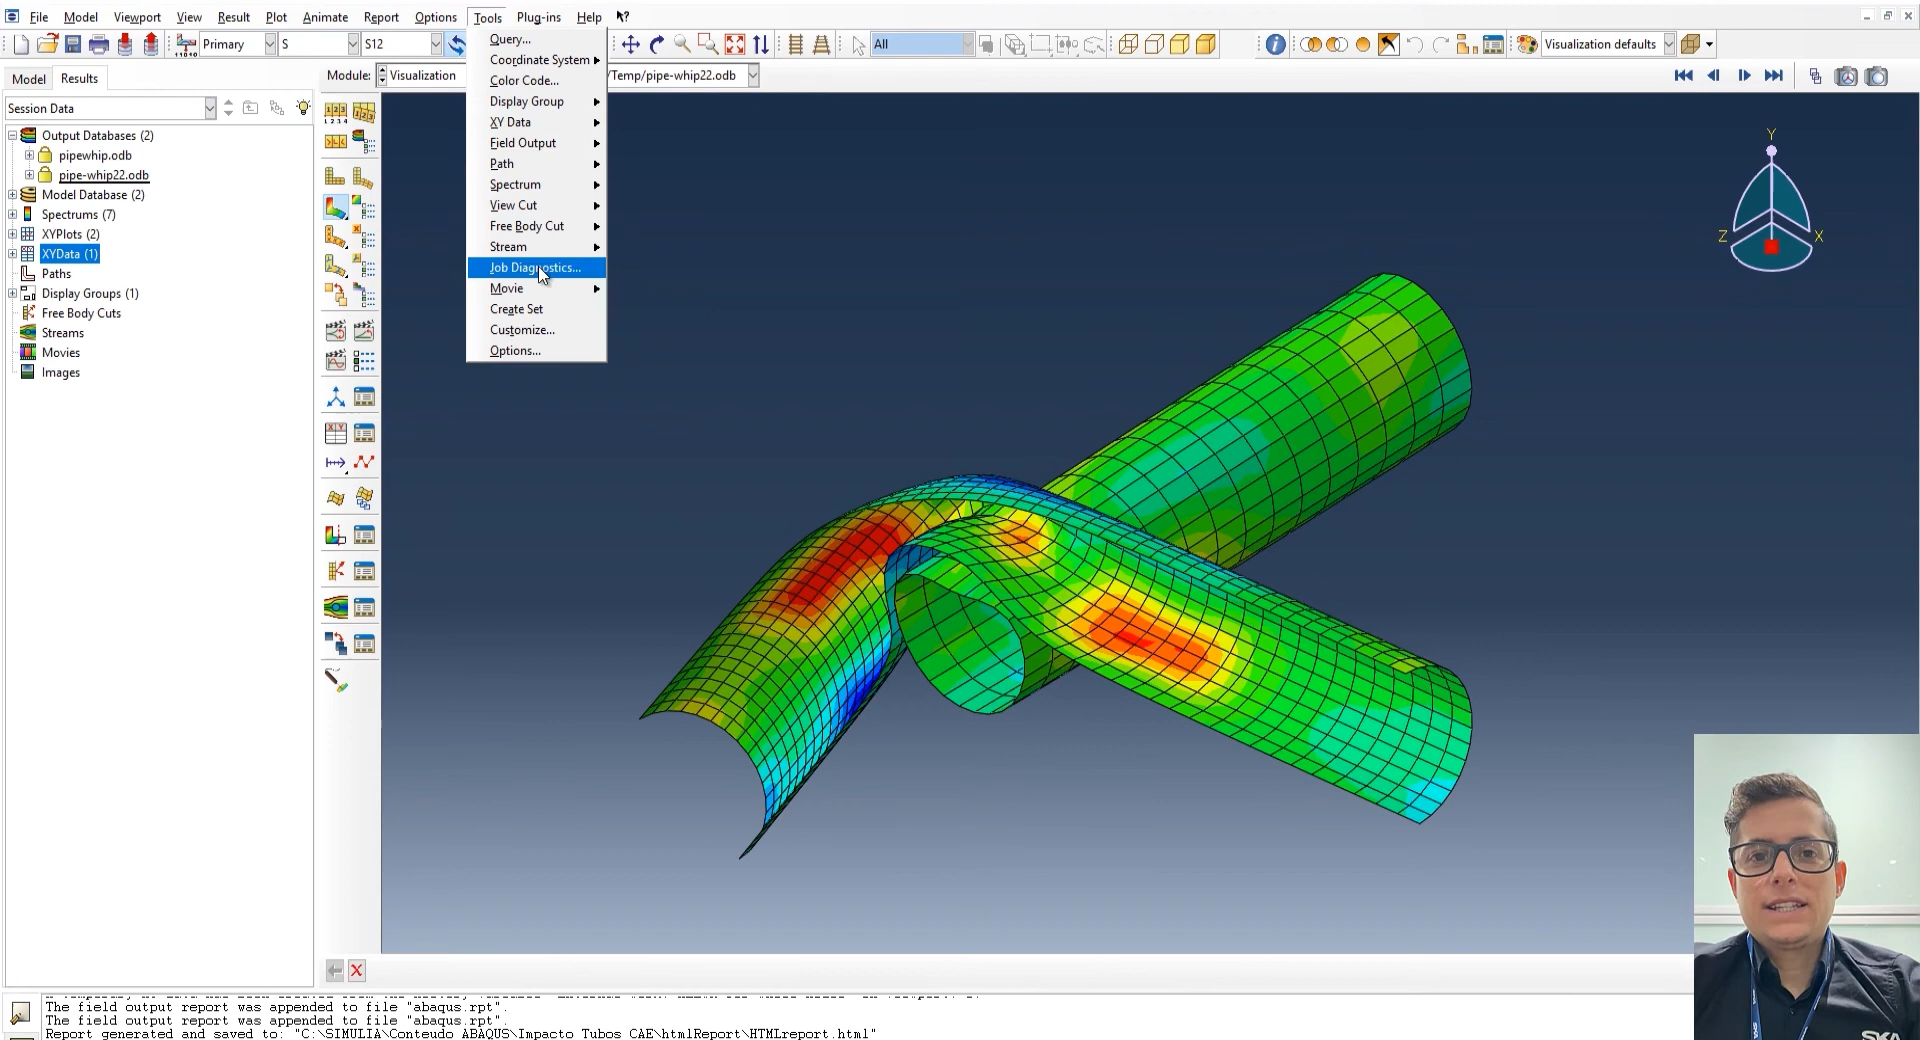 File Model Viewport View Result Plot Animate Report Options Tools Plug-ins Help
Primary S S12 All Visualization defaults
Model Results Module: Visualization /Temp/pipe-whip22.odb
Session Data
Output Databases (2)
pipewhip.odb
pipe-whip22.odb
Model Database (2)
Spectrums (7)
XYPlots (2)
XYData (1)
Paths
Display Groups (1)
Free Body Cuts
Streams
Movies
Images
Query...
Coordinate System
Color Code...
Display Group
XY Data
Field Output
Path
Spectrum
View Cut
Free Body Cut
Stream
Job Diagnostics...
Movie
Create Set
Customize...
Options...
Y
Z X
SKA
The field output report was appended to file "abaqus.rpt".
The field output report was appended to file "abaqus.rpt".
Report generated and saved to: "C:\SIMULIA\Conteudo ABAQUS\Impacto Tubos CAE\htmlReport\HTMLreport.html"